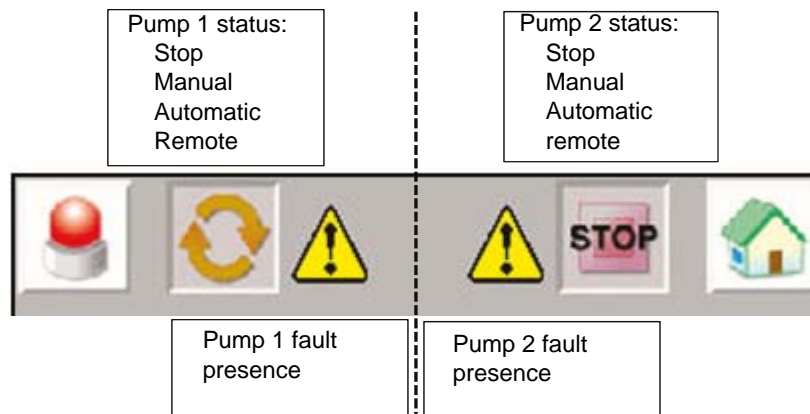 Pump 1 status:
Stop
Manual
Automatic
Remote
Pump 2 status:
Stop
Manual
Automatic
remote
STOP
Pump 1 fault
presence
Pump 2 fault
presence